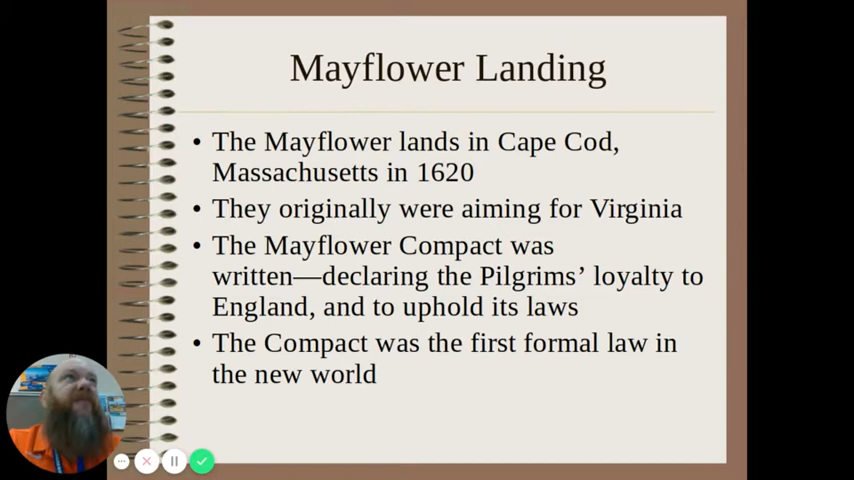 Mayflower Landing
• The Mayflower lands in Cape Cod,
Massachusetts in 1620
• They originally were aiming for Virginia
• The Mayflower Compact was
written—declaring the Pilgrims’ loyalty to
England, and to uphold its laws
• The Compact was the first formal law in
the new world